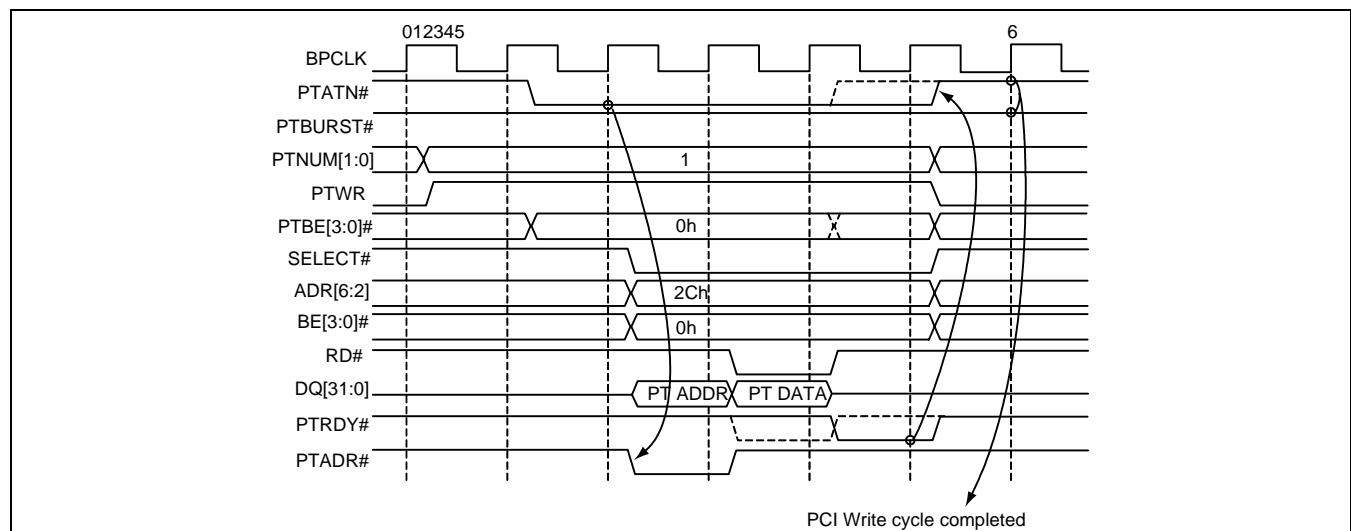 012345 6
BPCLK
PTATN#
PTBURST#
PTNUM[1:0] 1
PTWR
PTBE[3:0]# 0h
SELECT#
ADR[6:2] 2Ch
BE[3:0]# 0h
RD#
DQ[31:0] PT ADDR PT DATA
PTRDY#
PTADR#
PCI Write cycle completed